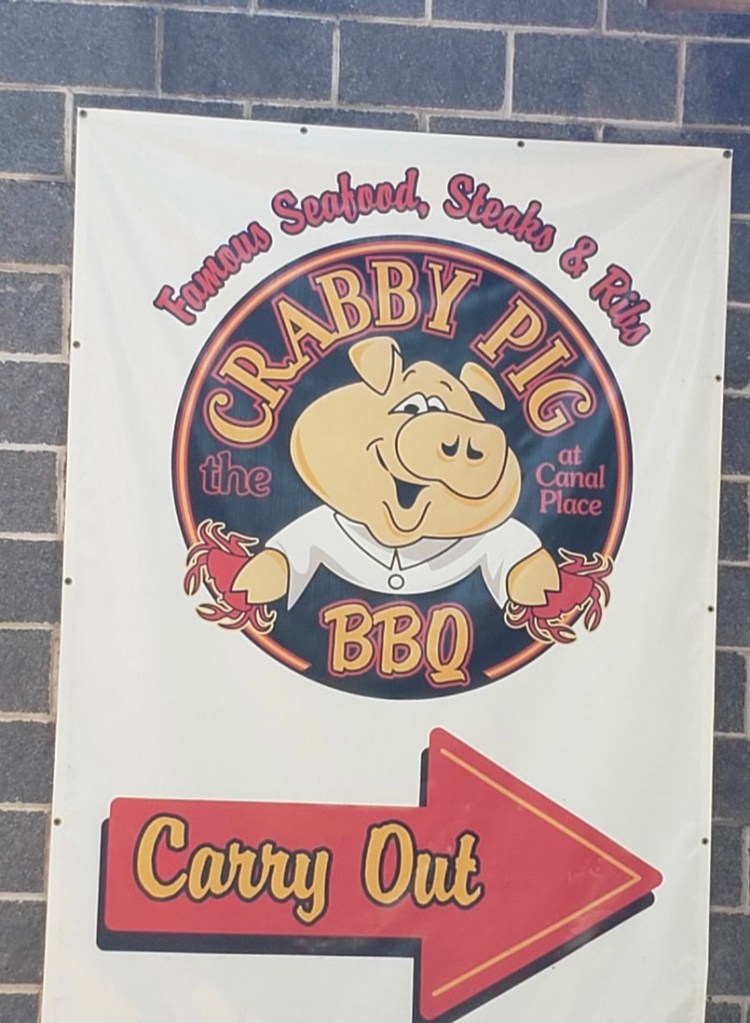 Famous Seafood, Steaks & Ribs
CRABBY PIG
the
at
Canal
Place
BBQ
Carry Out